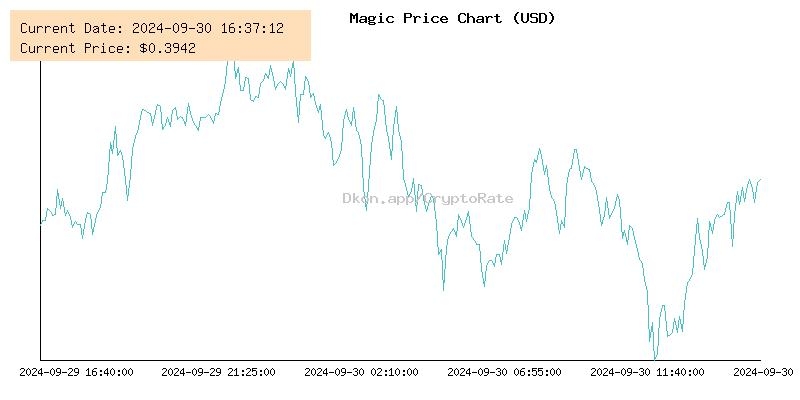 Magic Price Chart (USD)
Current Date: 2024-09-30 16:37:12
Current Price: $0.3942
Dkon.app/CryptoRate
2024-09-29 16:40:00 2024-09-29 21:25:00 2024-09-30 02:10:00 2024-09-30 06:55:00 2024-09-30 11:40:00 2024-09-30